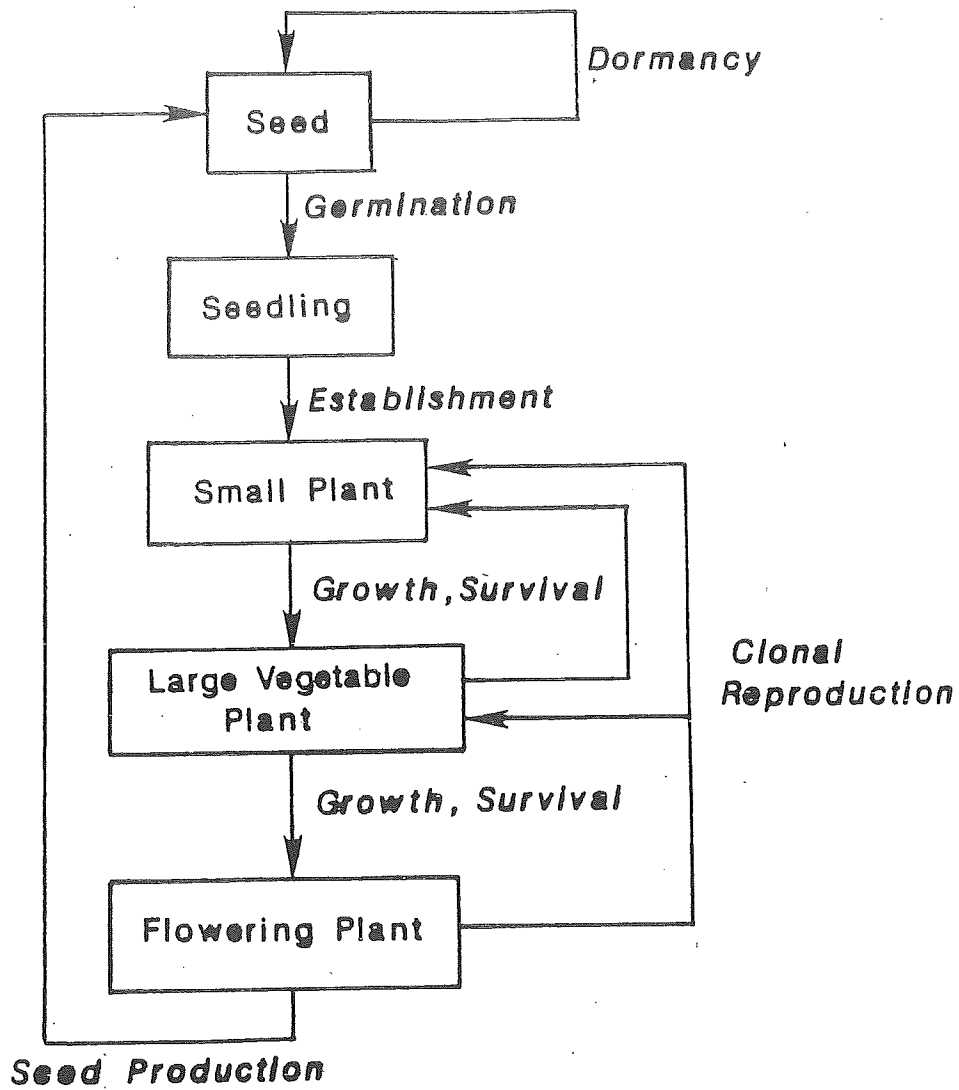 Dormancy
Seed
Germination
Seedling
Establishment
Small Plant
Growth, Survival
Clonal
Reproduction
Large Vegetable
Plant
Growth, Survival
Flowering Plant
Seed Production